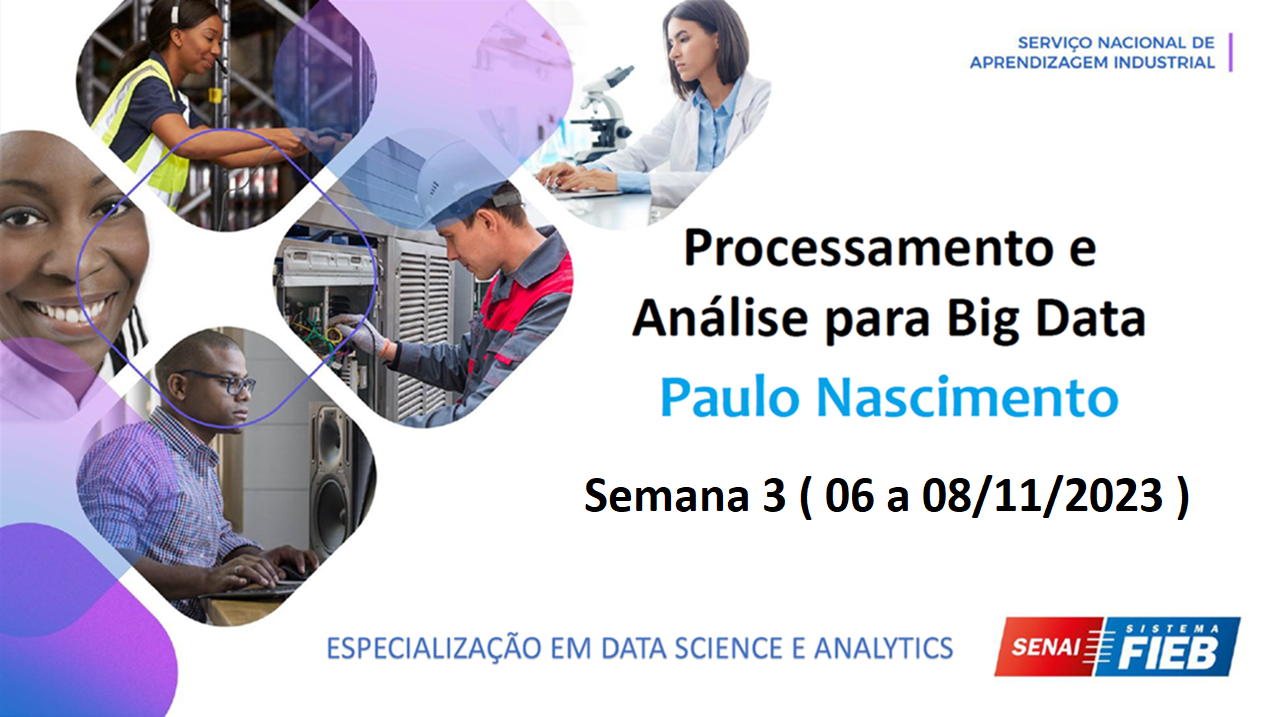 SERVIÇO NACIONAL DE
APRENDIZAGEM INDUSTRIAL
Processamento e
Análise para Big Data
Paulo Nascimento
Semana 3 ( 06 a 08/11/2023 )
ESPECIALIZAÇÃO EM DATA SCIENCE E ANALYTICS
SENAI
SISTEMA
FIEB